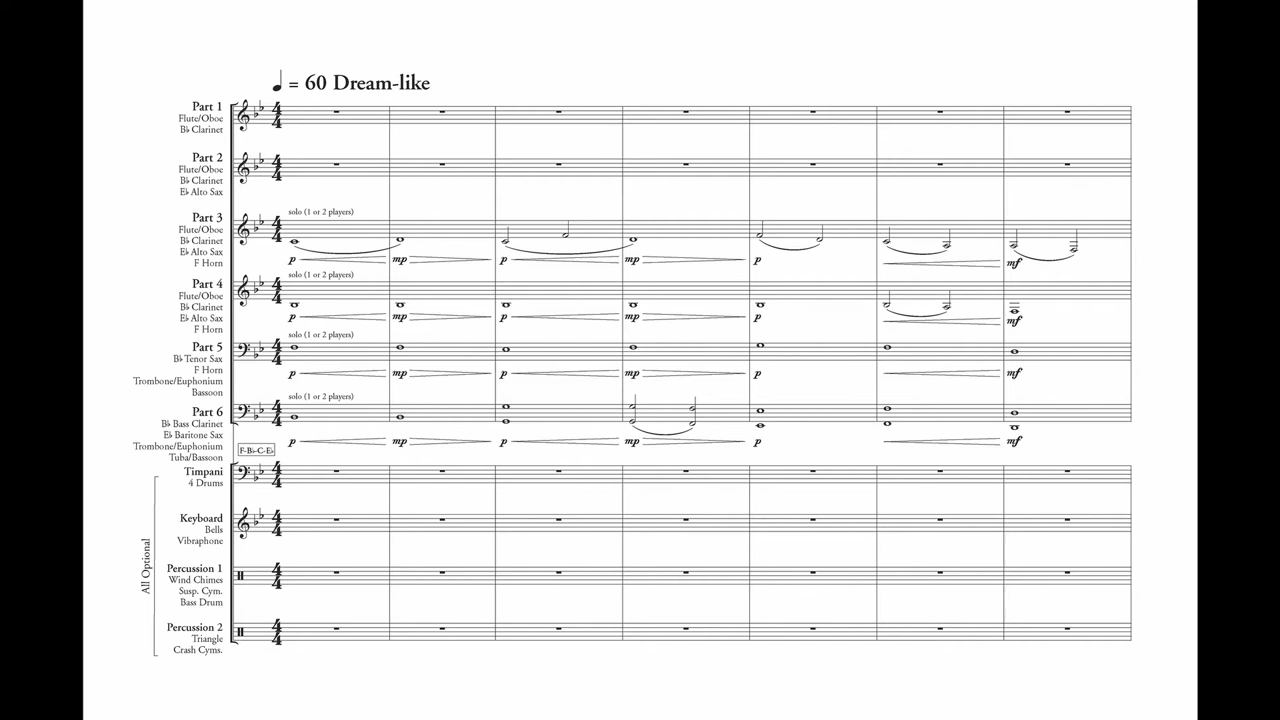 ♩ = 60 Dream-like
Part 1
Flute/Oboe
B♭ Clarinet
Part 2
Flute/Oboe
B♭ Clarinet
E♭ Alto Sax
Part 3
Flute/Oboe
B♭ Clarinet
E♭ Alto Sax
F Horn
solo (1 or 2 players)
p mp p mp p mf
Part 4
Flute/Oboe
B♭ Clarinet
E♭ Alto Sax
F Horn
solo (1 or 2 players)
p mp p mp p mf
Part 5
B♭ Tenor Sax
F Horn
Trombone/Euphonium
Bassoon
solo (1 or 2 players)
p mp p mp p mf
Part 6
B♭ Bass Clarinet
E♭ Baritone Sax
Trombone/Euphonium
Tuba/Bassoon
solo (1 or 2 players)
p mp p mp p mf
F-B♭-C-E♭
All Optional
Timpani
4 Drums
Keyboard
Bells
Vibraphone
Percussion 1
Wind Chimes
Susp. Cym.
Bass Drum
Percussion 2
Triangle
Crash Cyms.